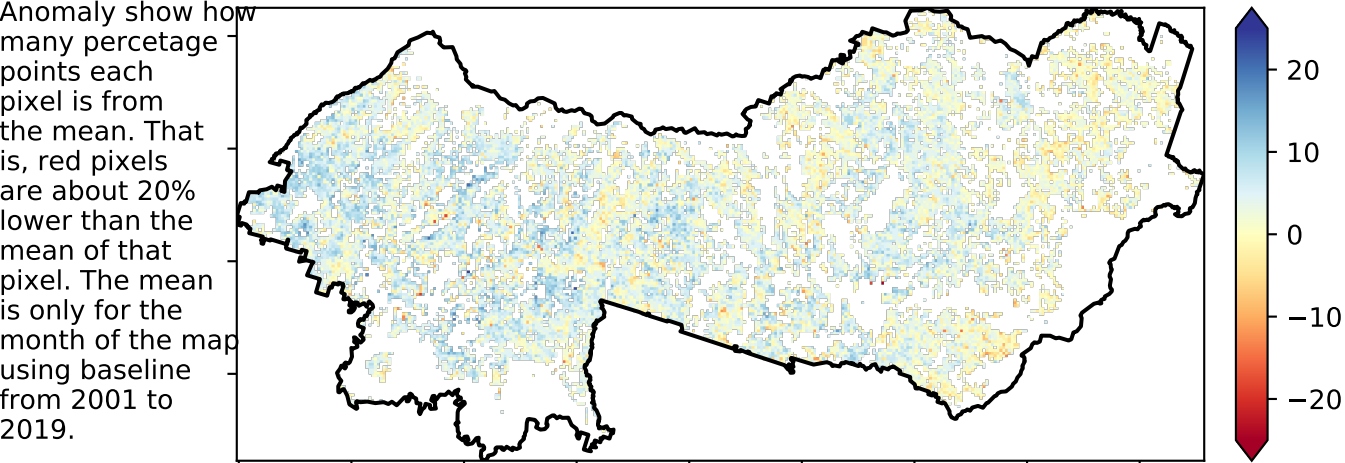 Anomaly show how
many percetage
points each
pixel is from
the mean. That
is, red pixels
are about 20%
lower than the
mean of that
pixel. The mean
is only for the
month of the map
using baseline
from 2001 to
2019.
20
10
0
−10
−20